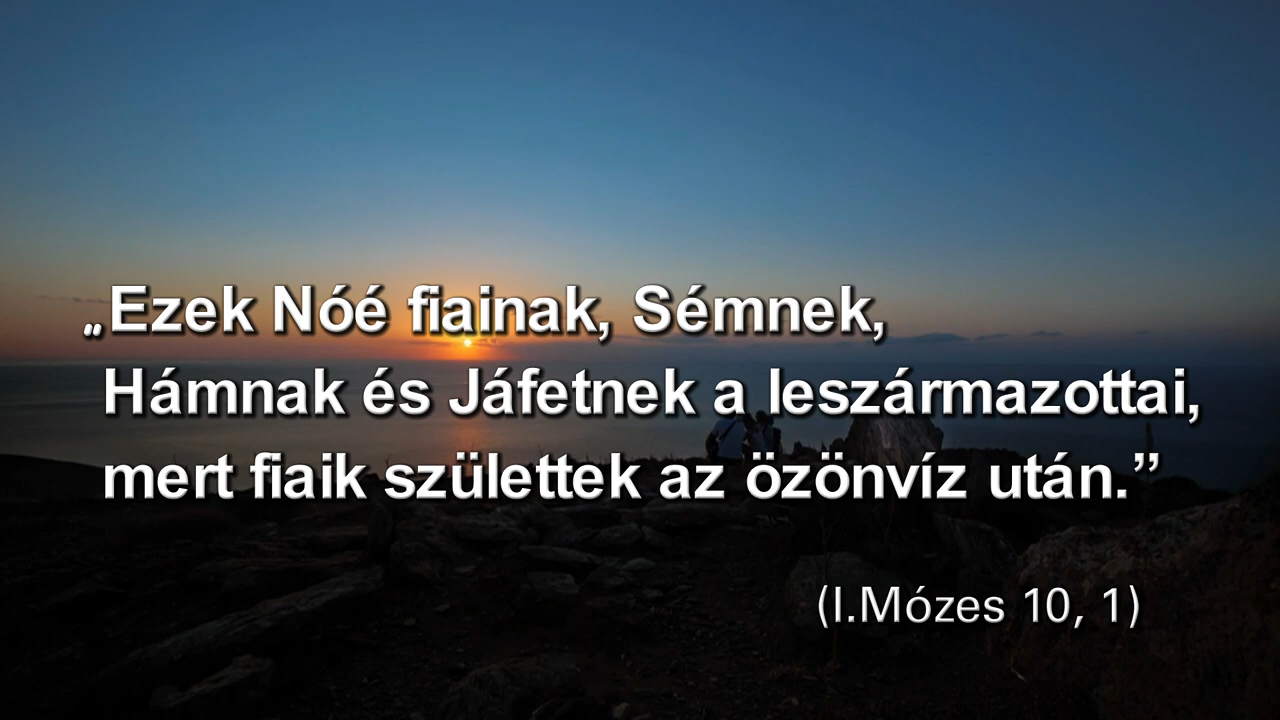 „Ezek Nóé fiainak, Sémnek,
Hámnak és Jáfetnek a leszármazottai,
mert fiaik születtek az özönvíz után.”
(I.Mózes 10, 1)